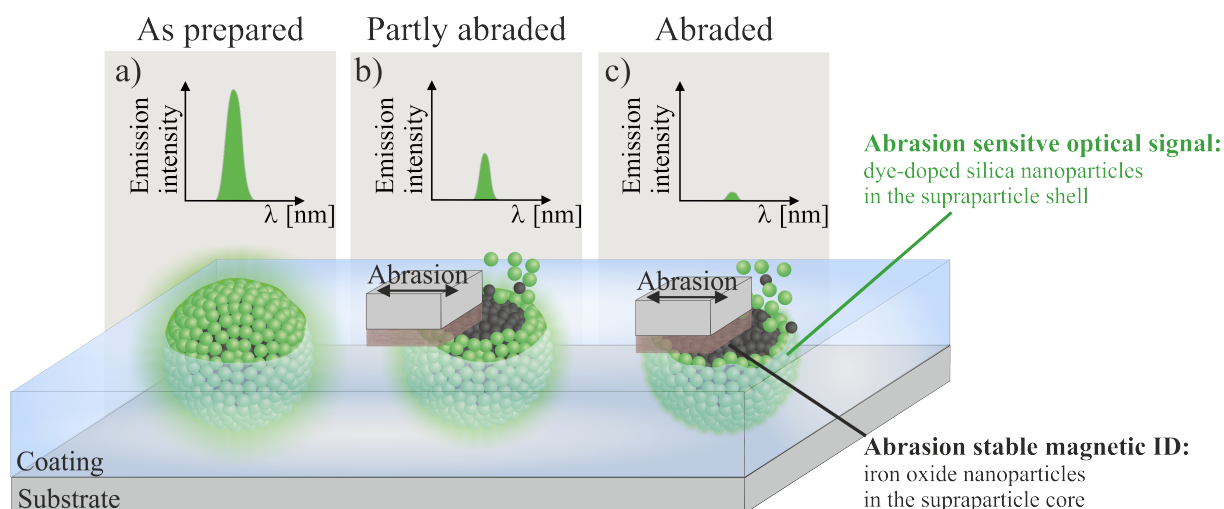 As prepared
Partly abraded
Abraded
a)
Emission
intensity
λ [nm]
b)
Emission
intensity
λ [nm]
c)
Emission
intensity
λ [nm]
Abrasion sensitve optical signal:
dye-doped silica nanoparticles
in the supraparticle shell
Abrasion
Abrasion
Abrasion stable magnetic ID:
iron oxide nanoparticles
in the supraparticle core
Coating
Substrate